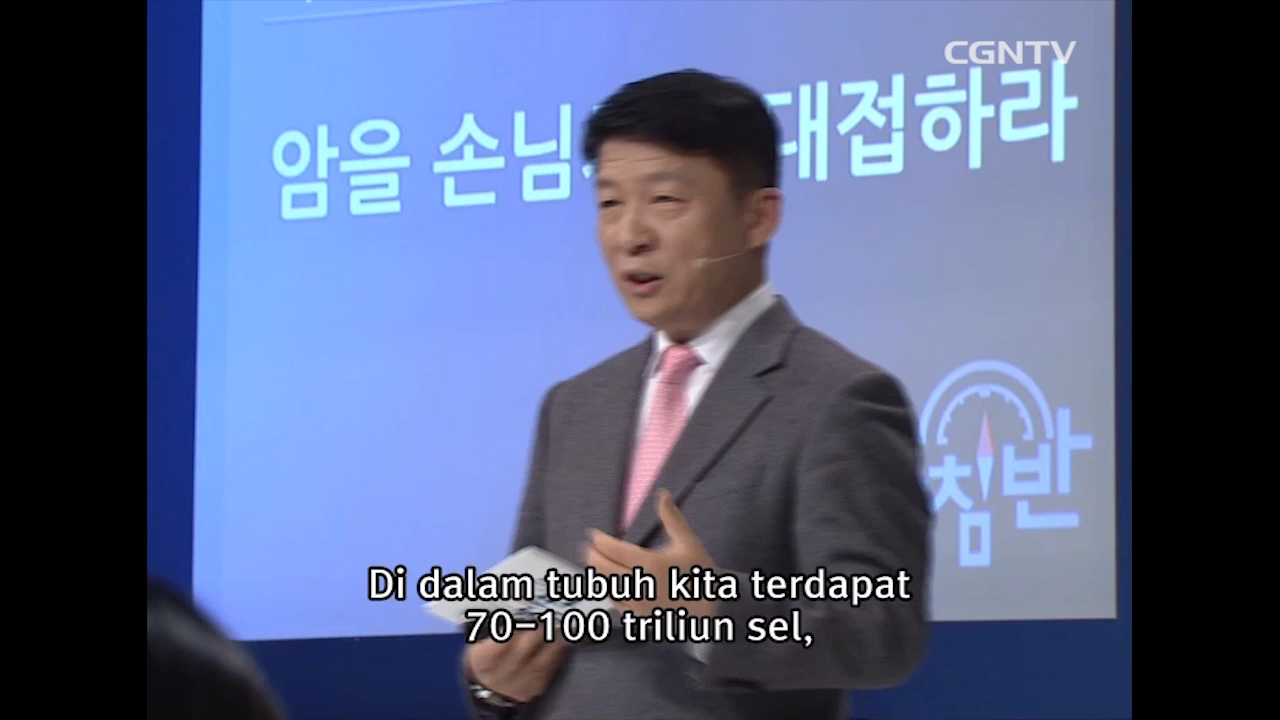 CGNTV
암을 손님 대접하라
침반
Di dalam tubuh kita terdapat
70–100 triliun sel,